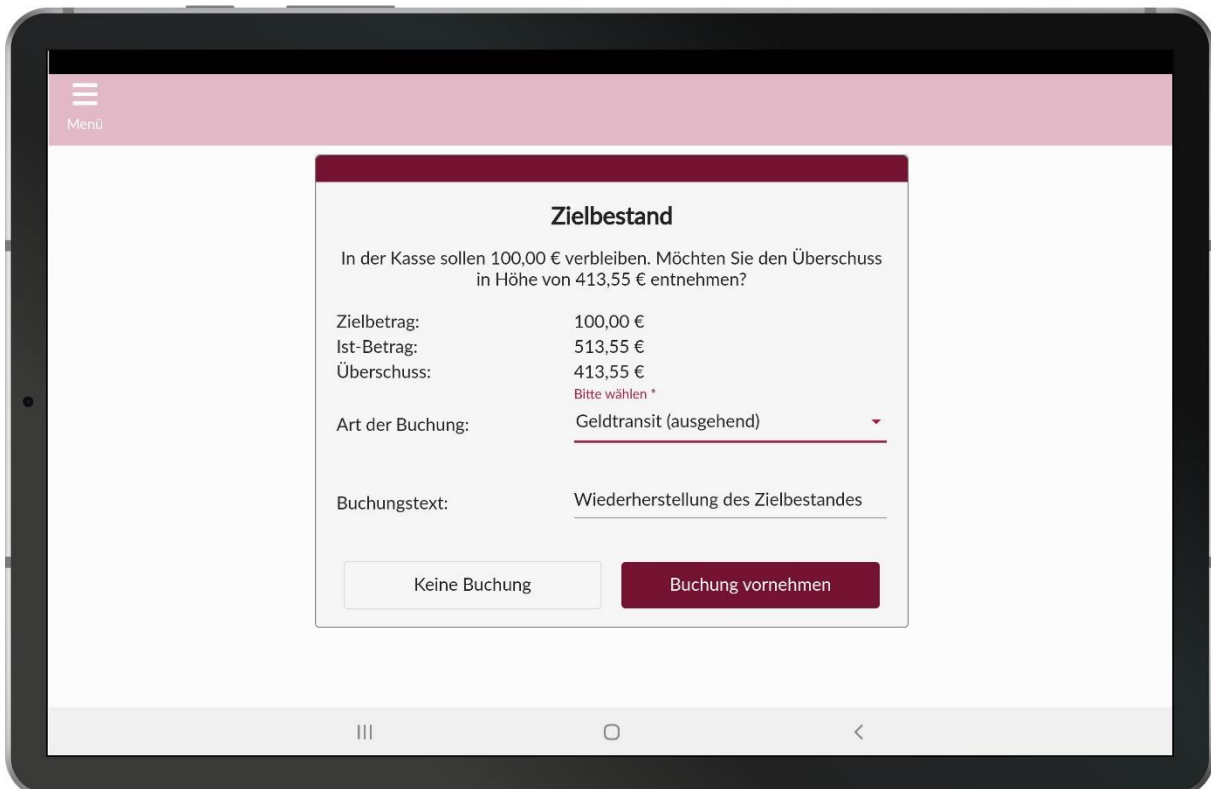 Menü
Zielbestand
In der Kasse sollen 100,00 € verbleiben. Möchten Sie den Überschuss
in Höhe von 413,55 € entnehmen?
Zielbetrag: 100,00 €
Ist-Betrag: 513,55 €
Überschuss: 413,55 €
Bitte wählen *
Art der Buchung: Geldtransit (ausgehend)
Buchungstext: Wiederherstellung des Zielbestandes
Keine Buchung Buchung vornehmen